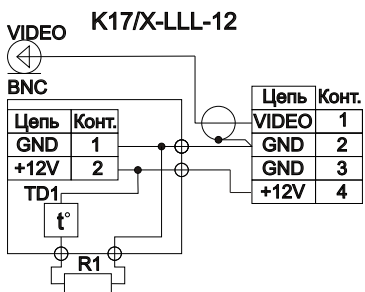 K17/X-LLL-12
VIDEO
BNC
Цепь Конт.
GND 1
+12V 2
TD1
t°
R1
Цепь Конт.
VIDEO 1
GND 2
GND 3
+12V 4